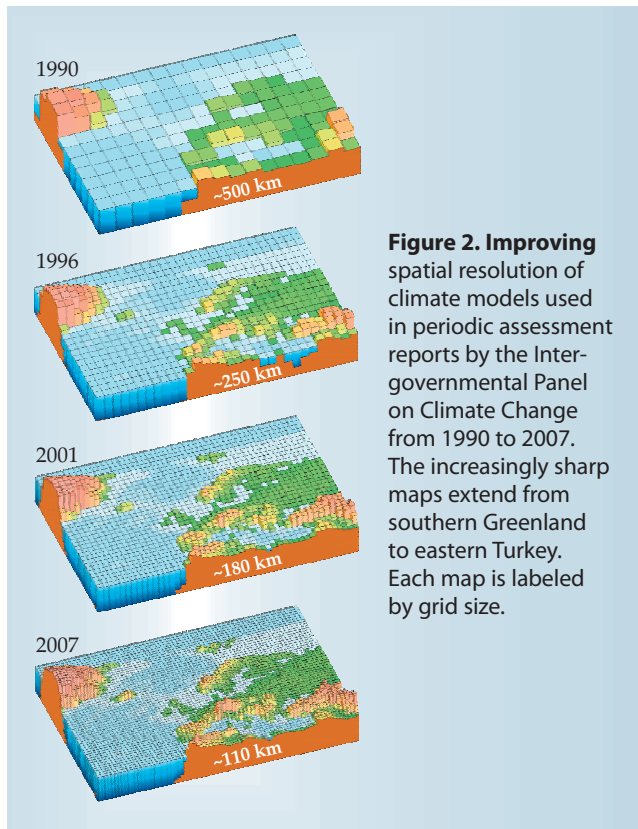 1990
~500 km
1996
~250 km
2001
~180 km
2007
~110 km
Figure 2. Improving
spatial resolution of
climate models used
in periodic assessment
reports by the Inter-
governmental Panel
on Climate Change
from 1990 to 2007.
The increasingly sharp
maps extend from
southern Greenland
to eastern Turkey.
Each map is labeled
by grid size.